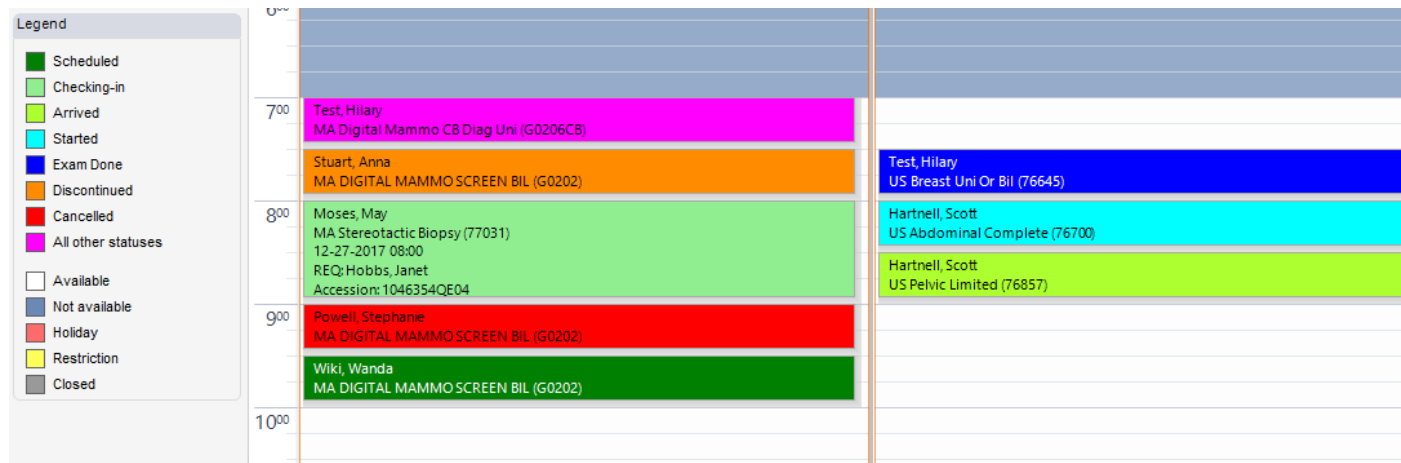 Legend
Scheduled
Checking-in
Arrived
Started
Exam Done
Discontinued
Cancelled
All other statuses
Available
Not available
Holiday
Restriction
Closed
600
700
Test, Hilary
MA Digital Mammo CB Diag Uni (G0206CB)
Stuart, Anna
MA DIGITAL MAMMO SCREEN BIL (G0202)
800
Moses, May
MA Stereotactic Biopsy (77031)
12-27-2017 08:00
REQ: Hobbs, Janet
Accession: 1046354QE04
900
Powell, Stephanie
MA DIGITAL MAMMO SCREEN BIL (G0202)
Wiki, Wanda
MA DIGITAL MAMMO SCREEN BIL (G0202)
1000
Test, Hilary
US Breast Uni Or Bil (76645)
Hartnell, Scott
US Abdominal Complete (76700)
Hartnell, Scott
US Pelvic Limited (76857)